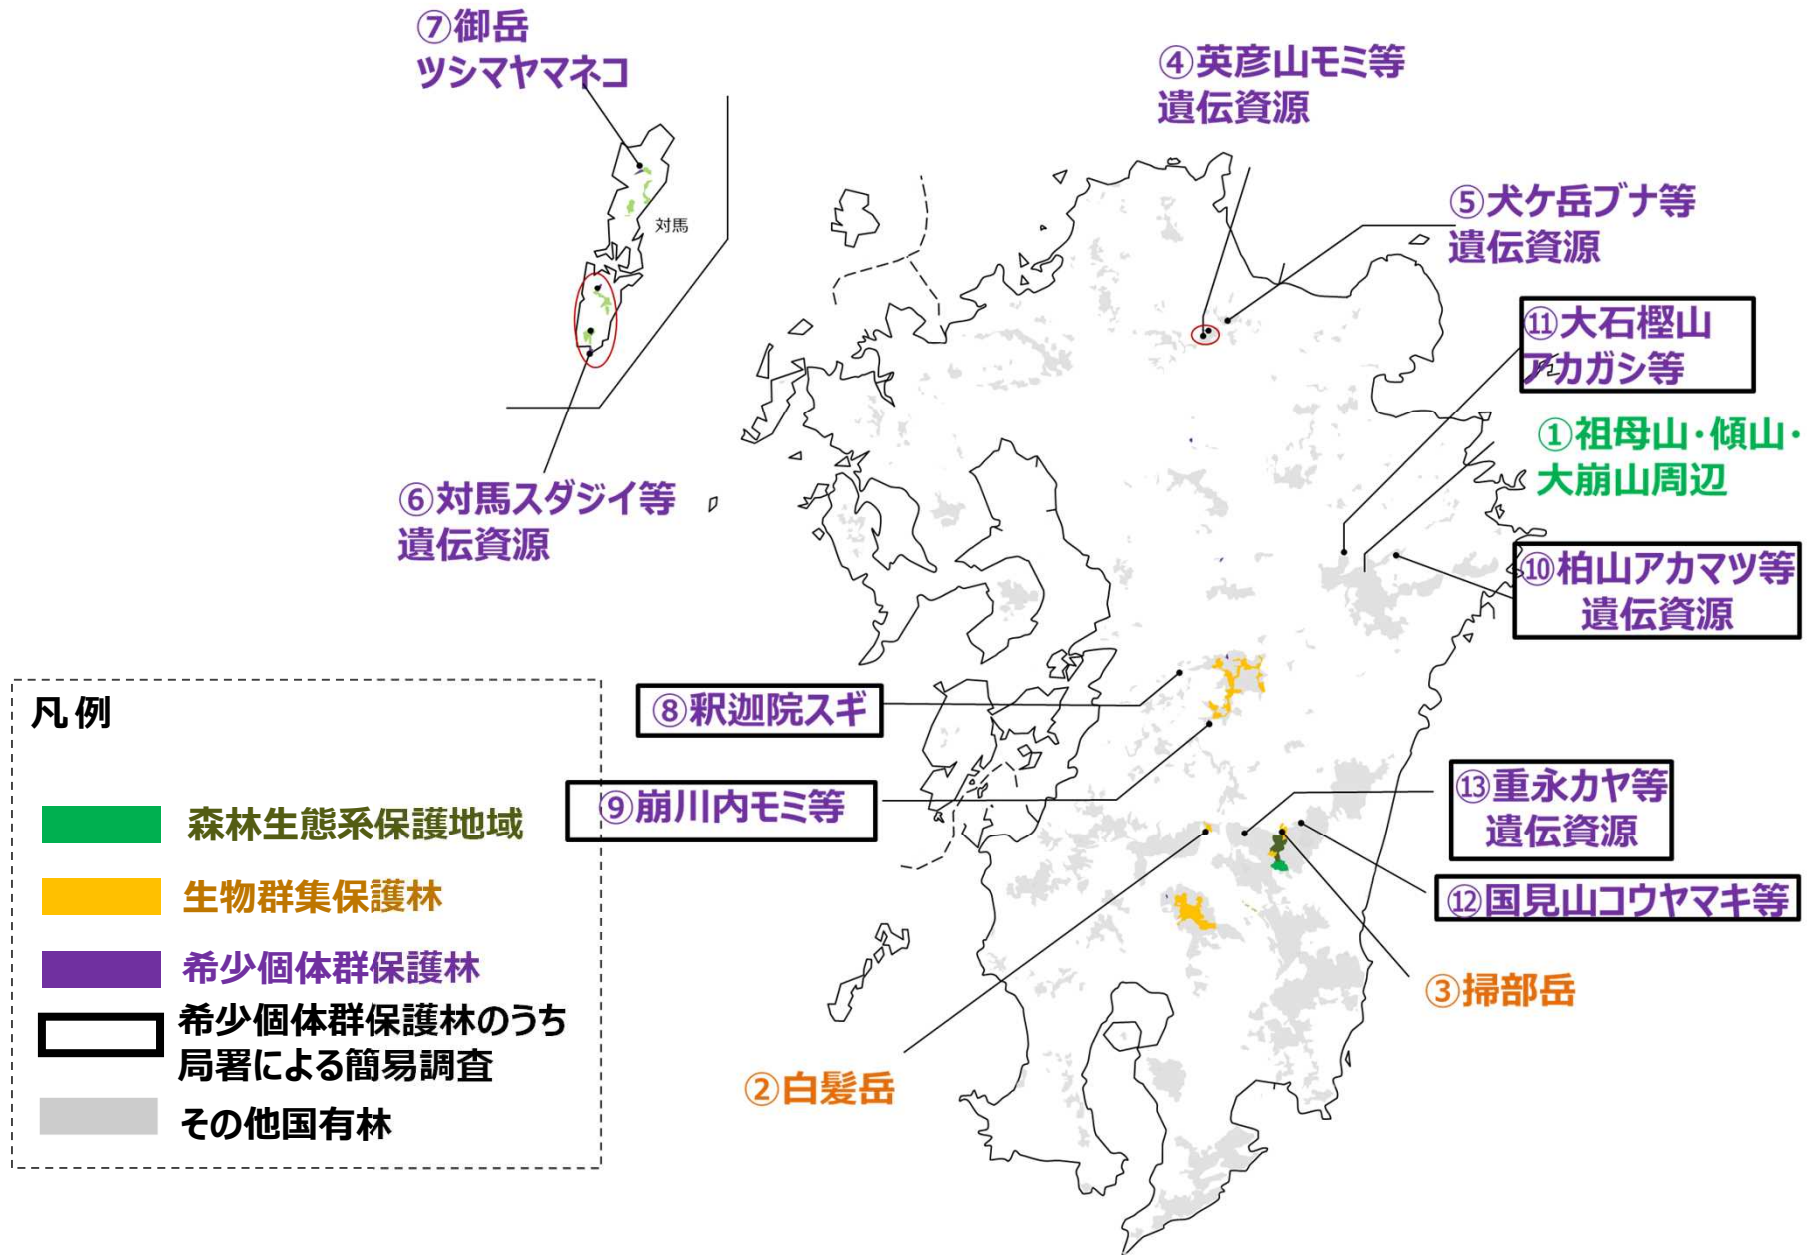 ⑦御岳
ツシマヤマネコ
④英彦山モミ等
遺伝資源
⑤犬ケ岳ブナ等
遺伝資源
対馬
⑪大石樫山
アカガシ等
①祖母山・傾山・
大崩山周辺
⑥対馬スダジイ等
遺伝資源
⑩柏山アカマツ等
遺伝資源
⑧釈迦院スギ
⑨崩川内モミ等
⑬重永カヤ等
遺伝資源
⑫国見山コウヤマキ等
③掃部岳
②白髪岳
凡例
森林生態系保護地域
生物群集保護林
希少個体群保護林
希少個体群保護林のうち
局署による簡易調査
その他国有林